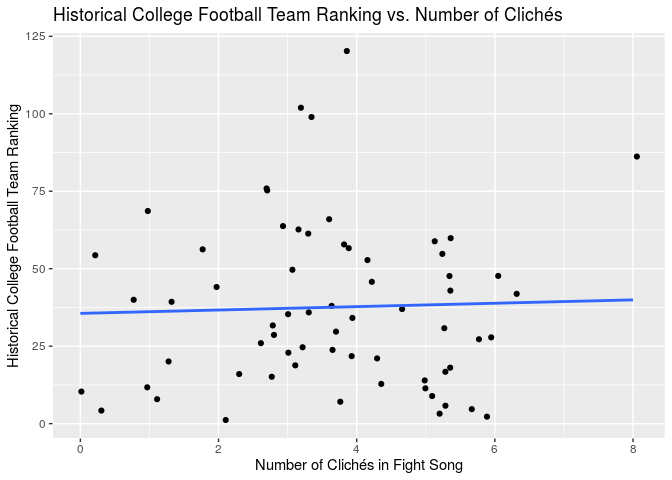 Historical College Football Team Ranking vs. Number of Clichés
Historical College Football Team Ranking
125
100
75
50
25
0
0 2 4 6 8
Number of Clichés in Fight Song